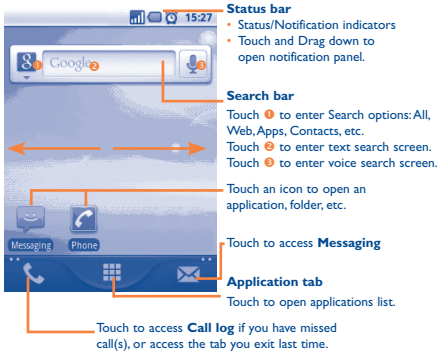 15:27
Google
1
2
3
Messaging
Phone
Status bar
• Status/Notification indicators
• Touch and Drag down to
open notification panel.
Search bar
Touch ❶ to enter Search options: All,
Web, Apps, Contacts, etc.
Touch ❷ to enter text search screen.
Touch ❸ to enter voice search screen.
Touch an icon to open an
application, folder, etc.
Touch to access Messaging
Application tab
Touch to open applications list.
Touch to access Call log if you have missed
call(s), or access the tab you exit last time.